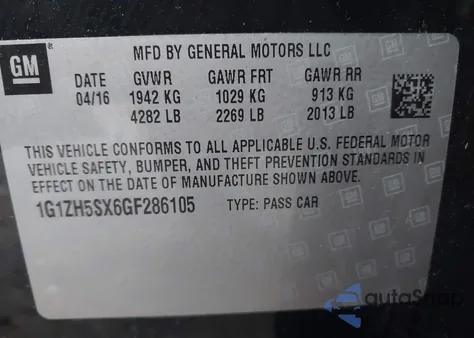 GM MFD BY GENERAL MOTORS LLC
DATE GVWR GAWR FRT GAWR RR
04/16 1942 KG 1029 KG 913 KG
4282 LB 2269 LB 2013 LB
THIS VEHICLE CONFORMS TO ALL APPLICABLE U.S. FEDERAL MOTOR
VEHICLE SAFETY, BUMPER, AND THEFT PREVENTION STANDARDS IN
EFFECT ON THE DATE OF MANUFACTURE SHOWN ABOVE.
1G1ZH5SX6GF286105 TYPE: PASS CAR
autoSnap